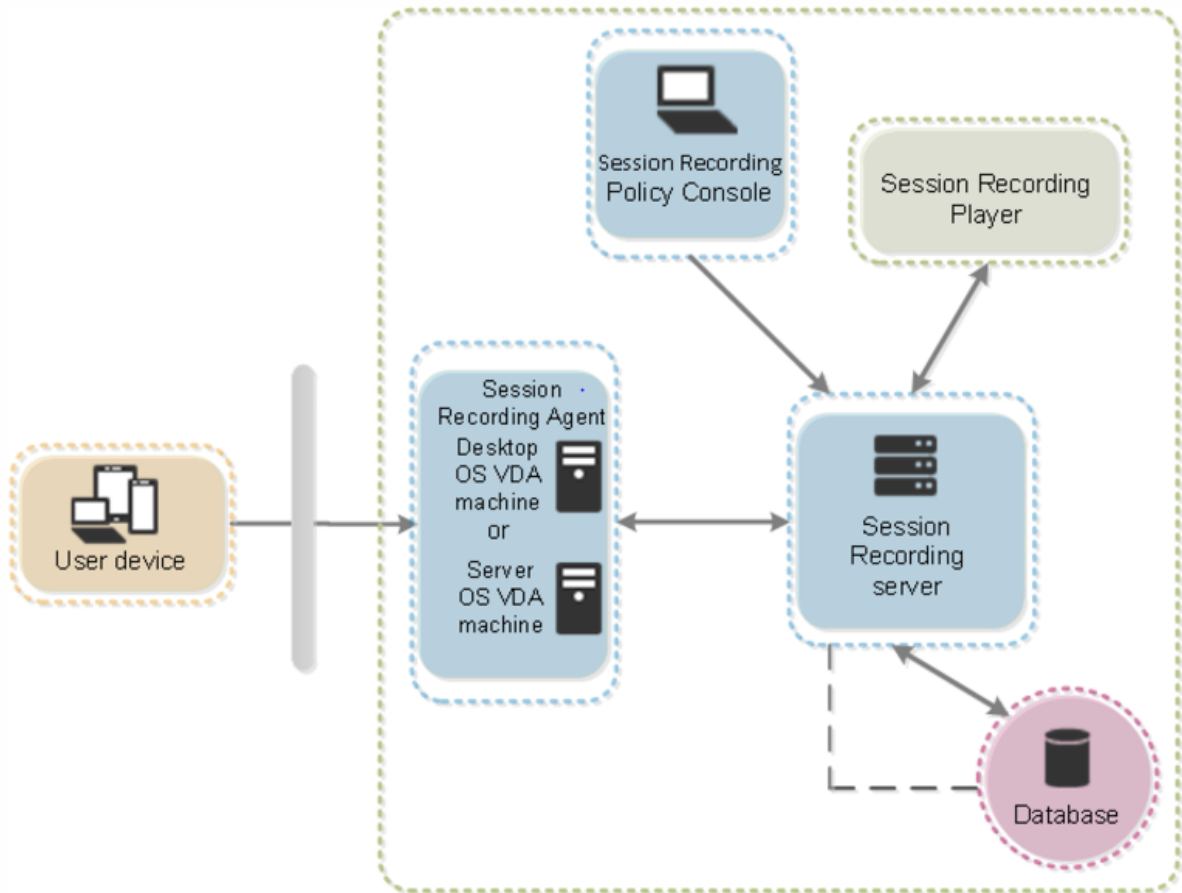 Session Recording
Policy Console
Session Recording
Player
Session
Recording Agent
Desktop
OS VDA
machine
or
Server
OS VDA
machine
User device
Session
Recording
server
Database